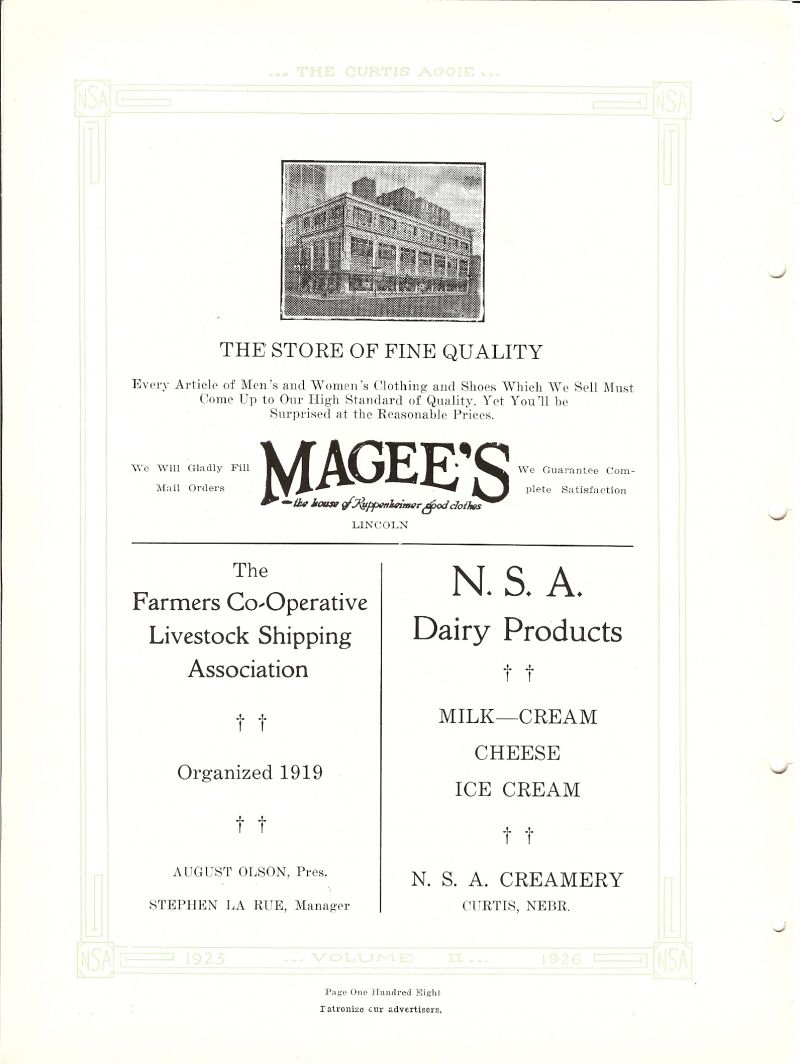 ... THE CURTIS AGGIE ...
NSA
NSA
THE STORE OF FINE QUALITY
Every Article of Men's and Women's Clothing and Shoes Which We Sell Must
Come Up to Our High Standard of Quality. Yet You'll be
Surprised at the Reasonable Prices.
We Will Gladly Fill
Mail Orders
MAGEE'S
the house of Kuppenheimer good clothes
LINCOLN
We Guarantee Com-
plete Satisfaction
The
Farmers Co-Operative
Livestock Shipping
Association
† †
Organized 1919
† †
AUGUST OLSON, Pres.
STEPHEN LA RUE, Manager
N. S. A.
Dairy Products
† †
MILK—CREAM
CHEESE
ICE CREAM
† †
N. S. A. CREAMERY
CURTIS, NEBR.
NSA
1923 ... VOLUME II ... 1926
NSA
Page One Hundred Eight
Patronize our advertisers.